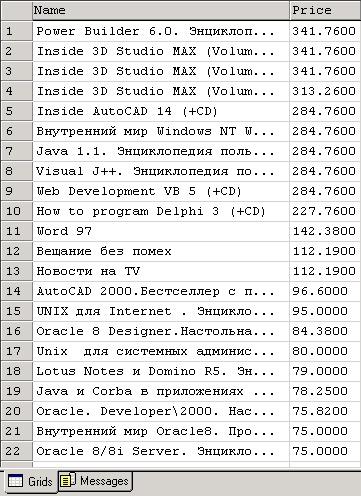 Name Price
1 Power Builder 6.0. Энциклоп... 341.7600
2 Inside 3D Studio MAX (Volum... 341.7600
3 Inside 3D Studio MAX (Volum... 341.7600
4 Inside 3D Studio MAX (Volum... 313.2600
5 Inside AutoCAD 14 (+CD) 284.7600
6 Внутренний мир Windows NT W... 284.7600
7 Java 1.1. Энциклопедия поль... 284.7600
8 Visual J++. Энциклопедия по... 284.7600
9 Web Development VB 5 (+CD) 284.7600
10 How to program Delphi 3 (+CD) 227.7600
11 Word 97 142.3800
12 Вещание без помех 112.1900
13 Новости на TV 112.1900
14 AutoCAD 2000.Бестселлер с п... 96.6000
15 UNIX для Internet . Энцикло... 95.0000
16 Oracle 8 Designer.Настольна... 84.3800
17 Unix  для системных админис... 80.0000
18 Lotus Notes и Domino R5. Эн... 79.0000
19 Java и Corba в приложениях ... 78.2500
20 Oracle. Developer\2000. Нас... 75.8200
21 Внутренний мир Oracle8. Про... 75.0000
22 Oracle 8/8i Server. Энцикло... 75.0000
Grids Messages